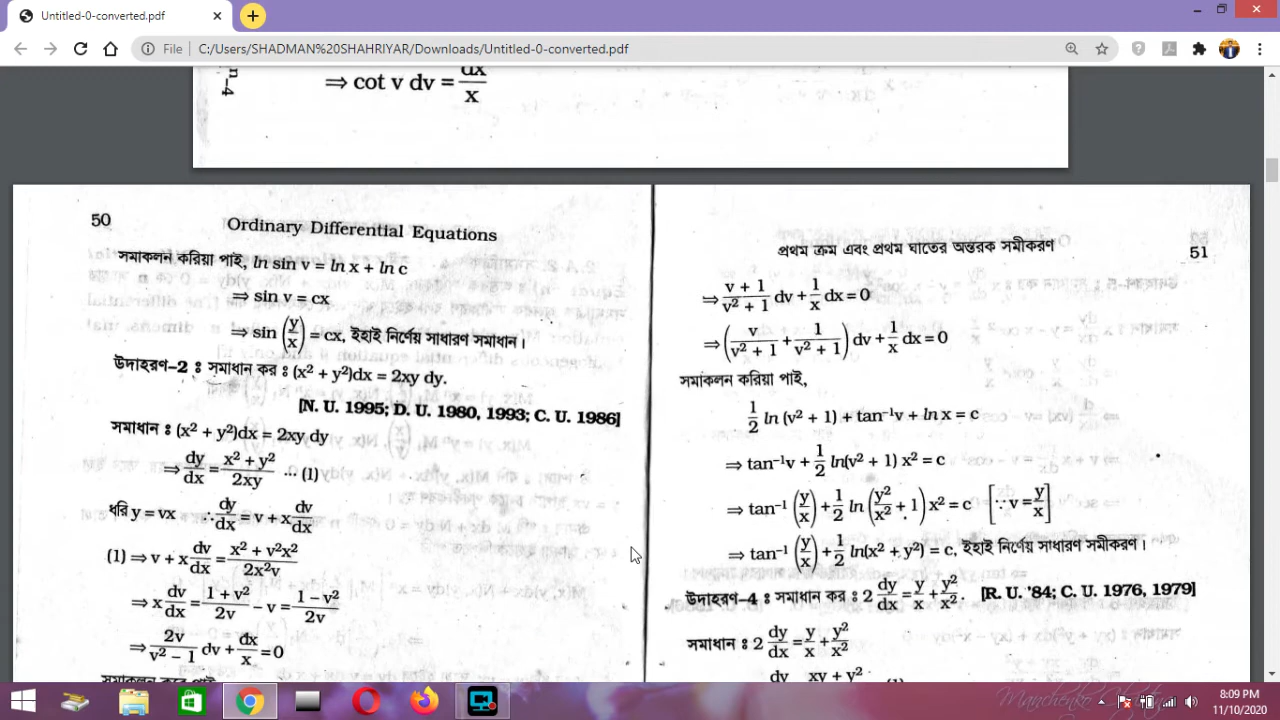 Untitled-0-converted.pdf
File | C:/Users/SHADMAN%20SHAHRIYAR/Downloads/Untitled-0-converted.pdf
⇒ cot v dv = dx/x
50 Ordinary Differential Equations
সমাকলন করিয়া পাই, ln sin v = ln x + ln c
⇒ sin v = cx
⇒ sin (y/x) = cx, ইহাই নির্ণেয় সাধারণ সমাধান।
উদাহরণ–2 ঃ সমাধান কর ঃ (x² + y²)dx = 2xy dy.
[N. U. 1995; D. U. 1980, 1993; C. U. 1986]
সমাধান ঃ (x² + y²)dx = 2xy dy
⇒ dy/dx = x² + y²/2xy ... (1)
ধরি y = vx ∴ dy/dx = v + x dv/dx
(1) ⇒ v + x dv/dx = x² + v²x²/2x²v
⇒ x dv/dx = 1 + v²/2v – v = 1 – v²/2v
⇒ 2v/v² – 1 dv + dx/x = 0
প্রথম ক্রম এবং প্রথম ঘাতের অন্তরক সমীকরণ 51
⇒ v + 1/v² + 1 dv + 1/x dx = 0
⇒ (v/v² + 1 + 1/v² + 1) dv + 1/x dx = 0
সমাকলন করিয়া পাই,
1/2 ln (v² + 1) + tan⁻¹v + ln x = c
⇒ tan⁻¹v + 1/2 ln(v² + 1) x² = c
⇒ tan⁻¹ (y/x) + 1/2 ln (y²/x² + 1) x² = c [∵ v = y/x]
⇒ tan⁻¹ (y/x) + 1/2 ln(x² + y²) = c, ইহাই নির্ণেয় সাধারণ সমীকরণ।
উদাহরণ–4 ঃ সমাধান কর ঃ 2 dy/dx = y/x + y²/x². [R. U. '84; C. U. 1976, 1979]
সমাধান ঃ 2 dy/dx = y/x + y²/x²
8:09 PM
11/10/2020